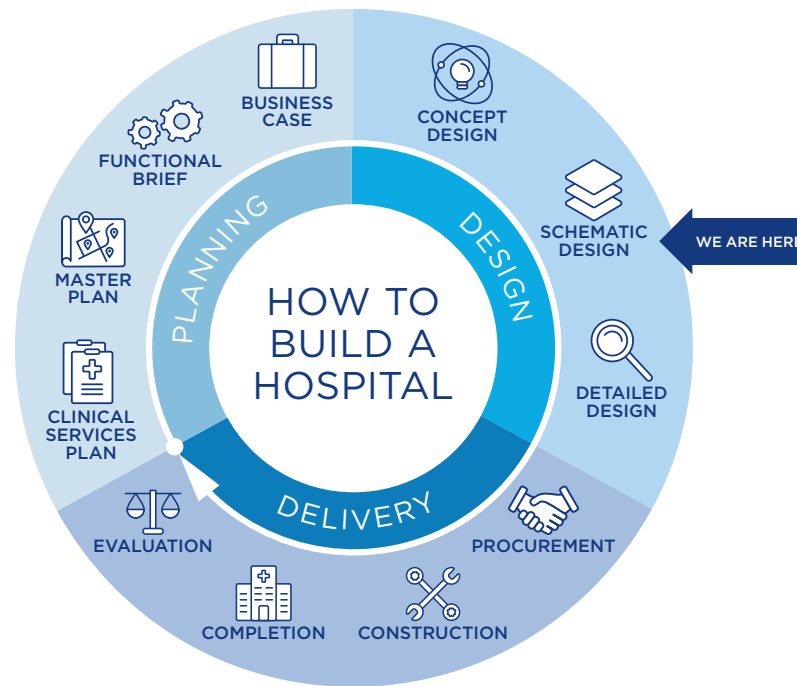 HOW TO
BUILD A
HOSPITAL
PLANNING
CLINICAL
SERVICES
PLAN
MASTER
PLAN
FUNCTIONAL
BRIEF
BUSINESS
CASE
DESIGN
CONCEPT
DESIGN
SCHEMATIC
DESIGN
WE ARE HERE
DETAILED
DESIGN
DELIVERY
PROCUREMENT
CONSTRUCTION
COMPLETION
EVALUATION